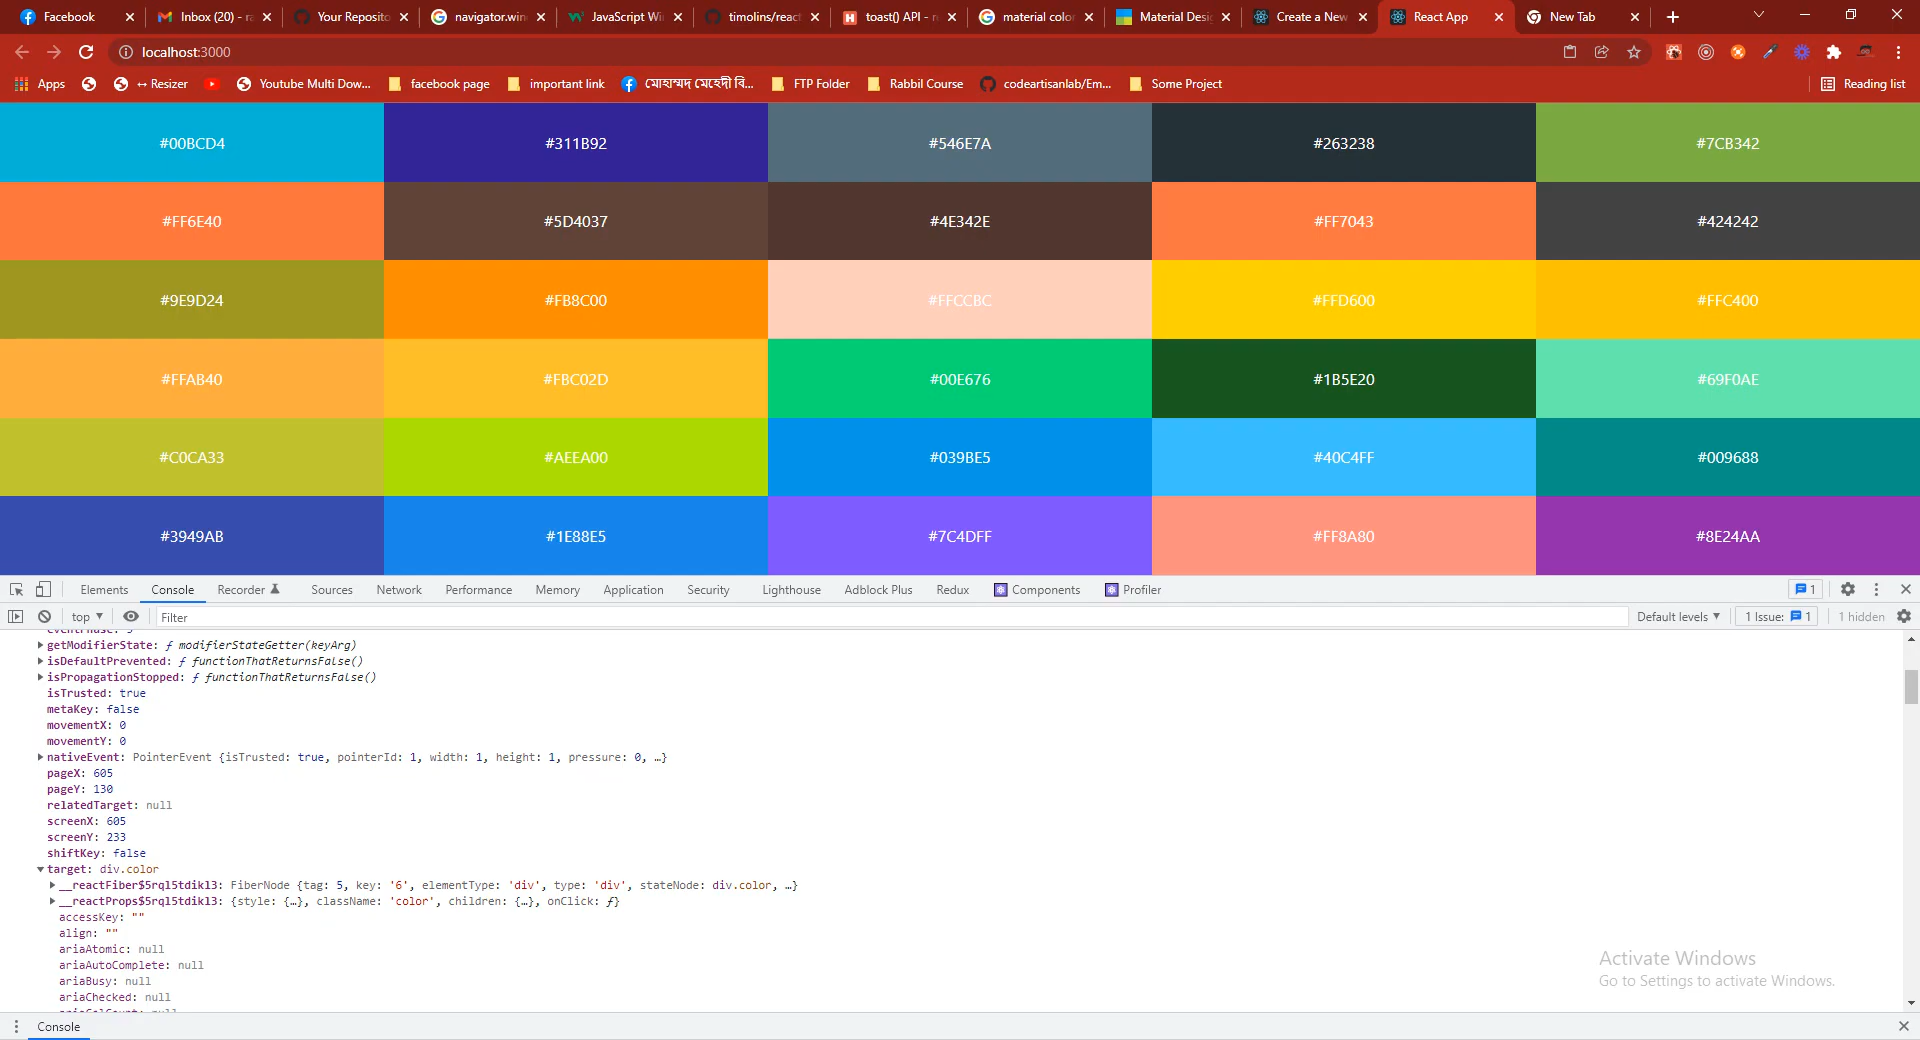 Facebook
Inbox (20) - ra
Your Reposito
navigator.win
JavaScript Wi
timolins/react
toast() API - re
material color
Material Desi
Create a New
React App
New Tab
localhost:3000
Apps
↔ Resizer
Youtube Multi Dow...
facebook page
important link
মোহাম্মদ মেহেদী বি...
FTP Folder
Rabbil Course
codeartisanlab/Em...
Some Project
Reading list
#00BCD4 #311B92 #546E7A #263238 #7CB342
#FF6E40 #5D4037 #4E342E #FF7043 #424242
#9E9D24 #FB8C00 #FFCCBC #FFD600 #FFC400
#FFAB40 #FBC02D #00E676 #1B5E20 #69F0AE
#C0CA33 #AEEA00 #039BE5 #40C4FF #009688
#3949AB #1E88E5 #7C4DFF #FF8A80 #8E24AA
Elements Console Recorder Sources Network Performance Memory Application Security Lighthouse Adblock Plus Redux Components Profiler 1
top Filter Default levels 1 Issue: 1 1 hidden
getModifierState: ƒ modifierStateGetter(keyArg)
isDefaultPrevented: ƒ functionThatReturnsFalse()
isPropagationStopped: ƒ functionThatReturnsFalse()
isTrusted: true
metaKey: false
movementX: 0
movementY: 0
nativeEvent: PointerEvent {isTrusted: true, pointerId: 1, width: 1, height: 1, pressure: 0, …}
pageX: 605
pageY: 130
relatedTarget: null
screenX: 605
screenY: 233
shiftKey: false
target: div.color
__reactFiber$5rql5tdikl3: FiberNode {tag: 5, key: '6', elementType: 'div', type: 'div', stateNode: div.color, …}
__reactProps$5rql5tdikl3: {style: {…}, className: 'color', children: {…}, onClick: ƒ}
accessKey: ""
align: ""
ariaAtomic: null
ariaAutoComplete: null
ariaBusy: null
ariaChecked: null
Activate Windows
Go to Settings to activate Windows.
Console